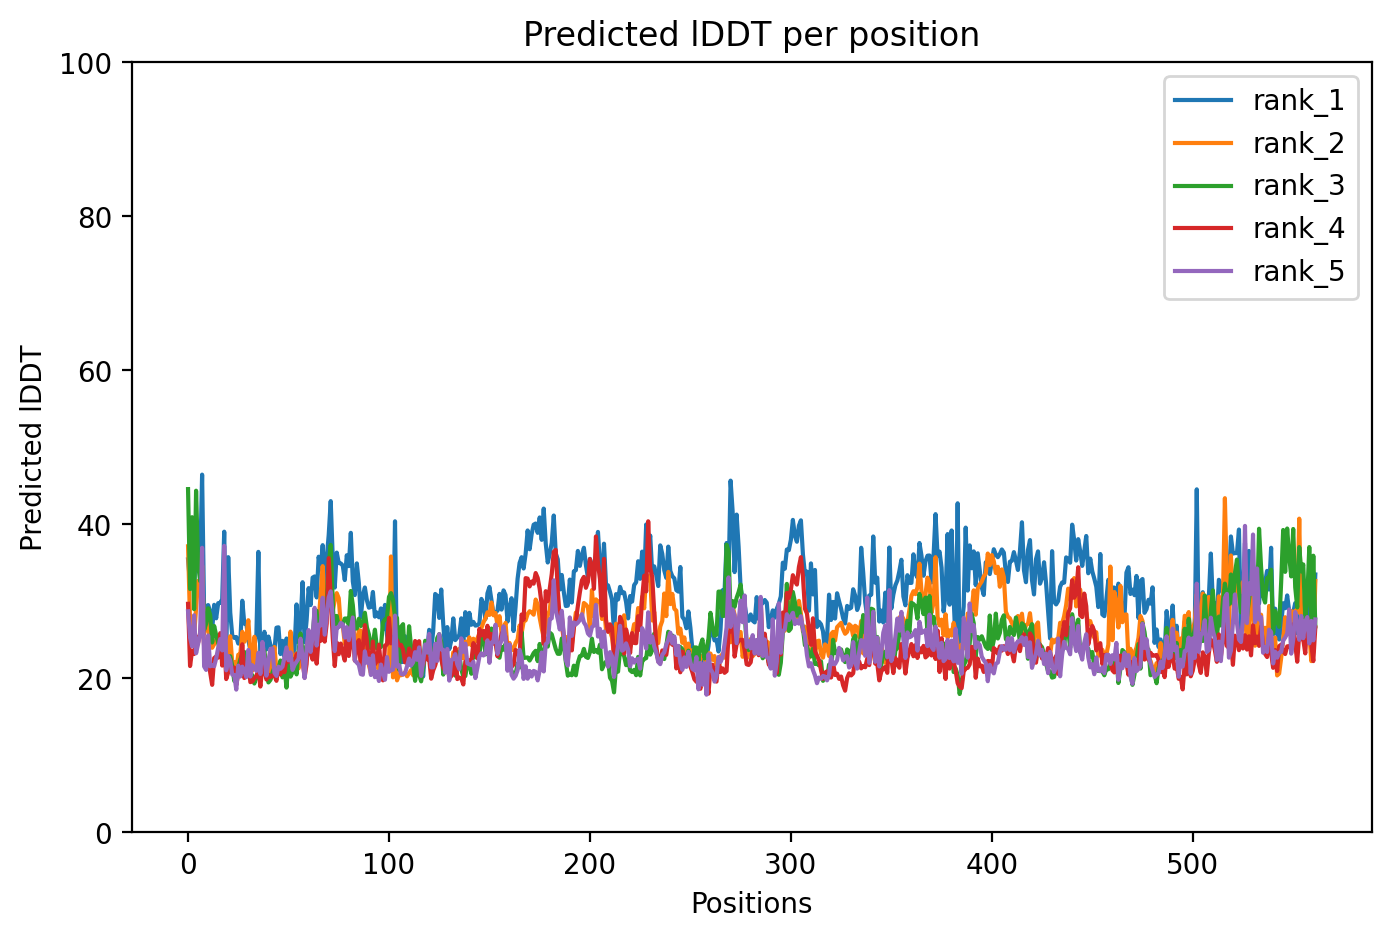 Predicted lDDT per position
Predicted lDDT
100
80
60
40
20
0
0
100
200
300
400
500
Positions
rank_1
rank_2
rank_3
rank_4
rank_5